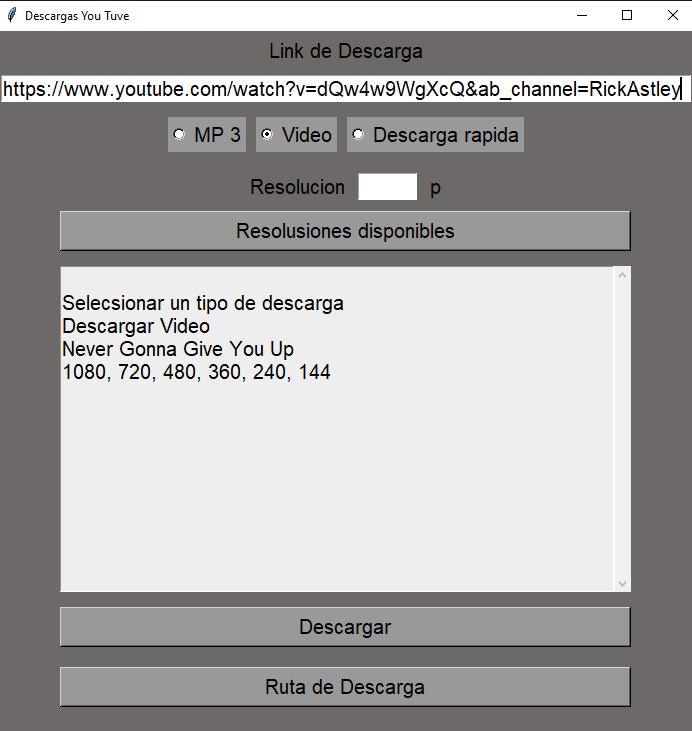 Descargas You Tuve
Link de Descarga
https://www.youtube.com/watch?v=dQw4w9WgXcQ&ab_channel=RickAstley
MP 3 Video Descarga rapida
Resolucion p
Resolusiones disponibles
Selecsionar un tipo de descarga
Descargar Video
Never Gonna Give You Up
1080, 720, 480, 360, 240, 144
Descargar
Ruta de Descarga